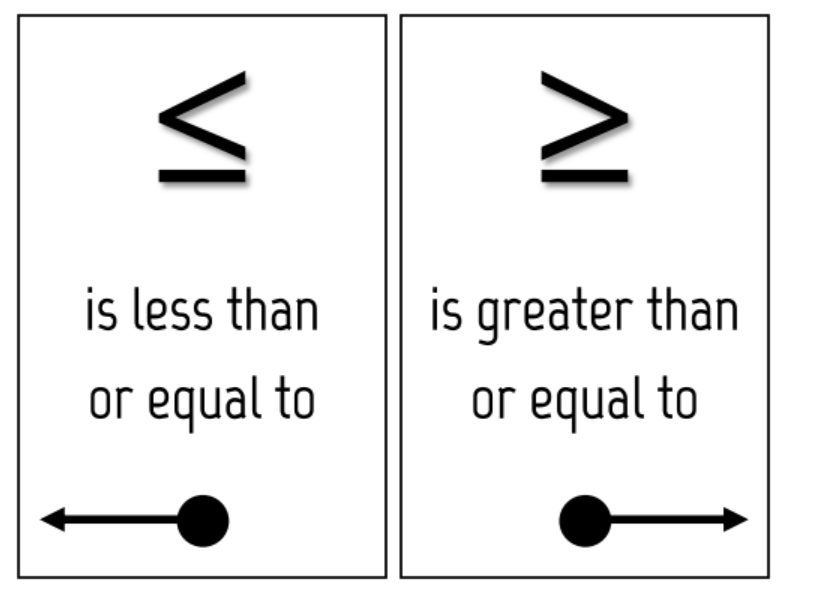 ≤
is less than
or equal to
≥
is greater than
or equal to